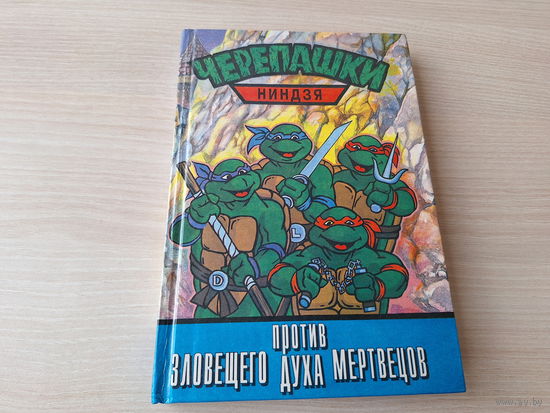 ЧЕРЕПАШКИ
НИНДЗЯ
D
L
против
ЗЛОВЕЩЕГО ДУХА МЕРТВЕЦОВ